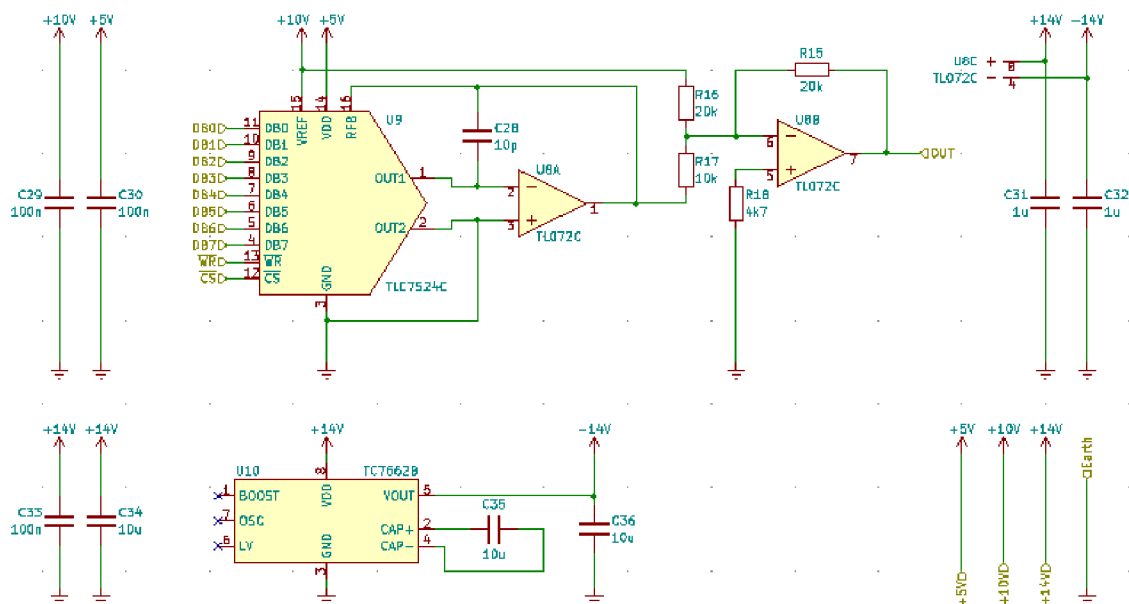 +10V +5V +10V +5V +14V -14V
R15
20k
U8C +
TL072C -
8
4
15 14 16
R16
20k
U9
DB0 11 DB0
DB1 10 DB1
DB2 9 DB2
DB3 8 DB3
DB4 7 DB4
DB5 6 DB5
DB6 5 DB6
DB7 4 DB7
WR 13 WR
CS 12 CS
VREF VDD RFB
OUT1 1
OUT2 2
GND
3
TLC7524C
C28
10p
U8A
2 -
3 +
1
TL072C
R17
10k
R18
4k7
U8B
6 -
5 +
7
TL072C
OUT
C29
100n
C30
100n
C31
1u
C32
1u
+14V +14V +14V -14V +5V +10V +14V Earth
U10 TC7662B
8
1 BOOST VDD VOUT 5
7 OSC
6 LV
CAP+ 2
CAP- 4
GND
3
C33
100n
C34
10u
C35
10u
C36
10u
+5V +10V +14V